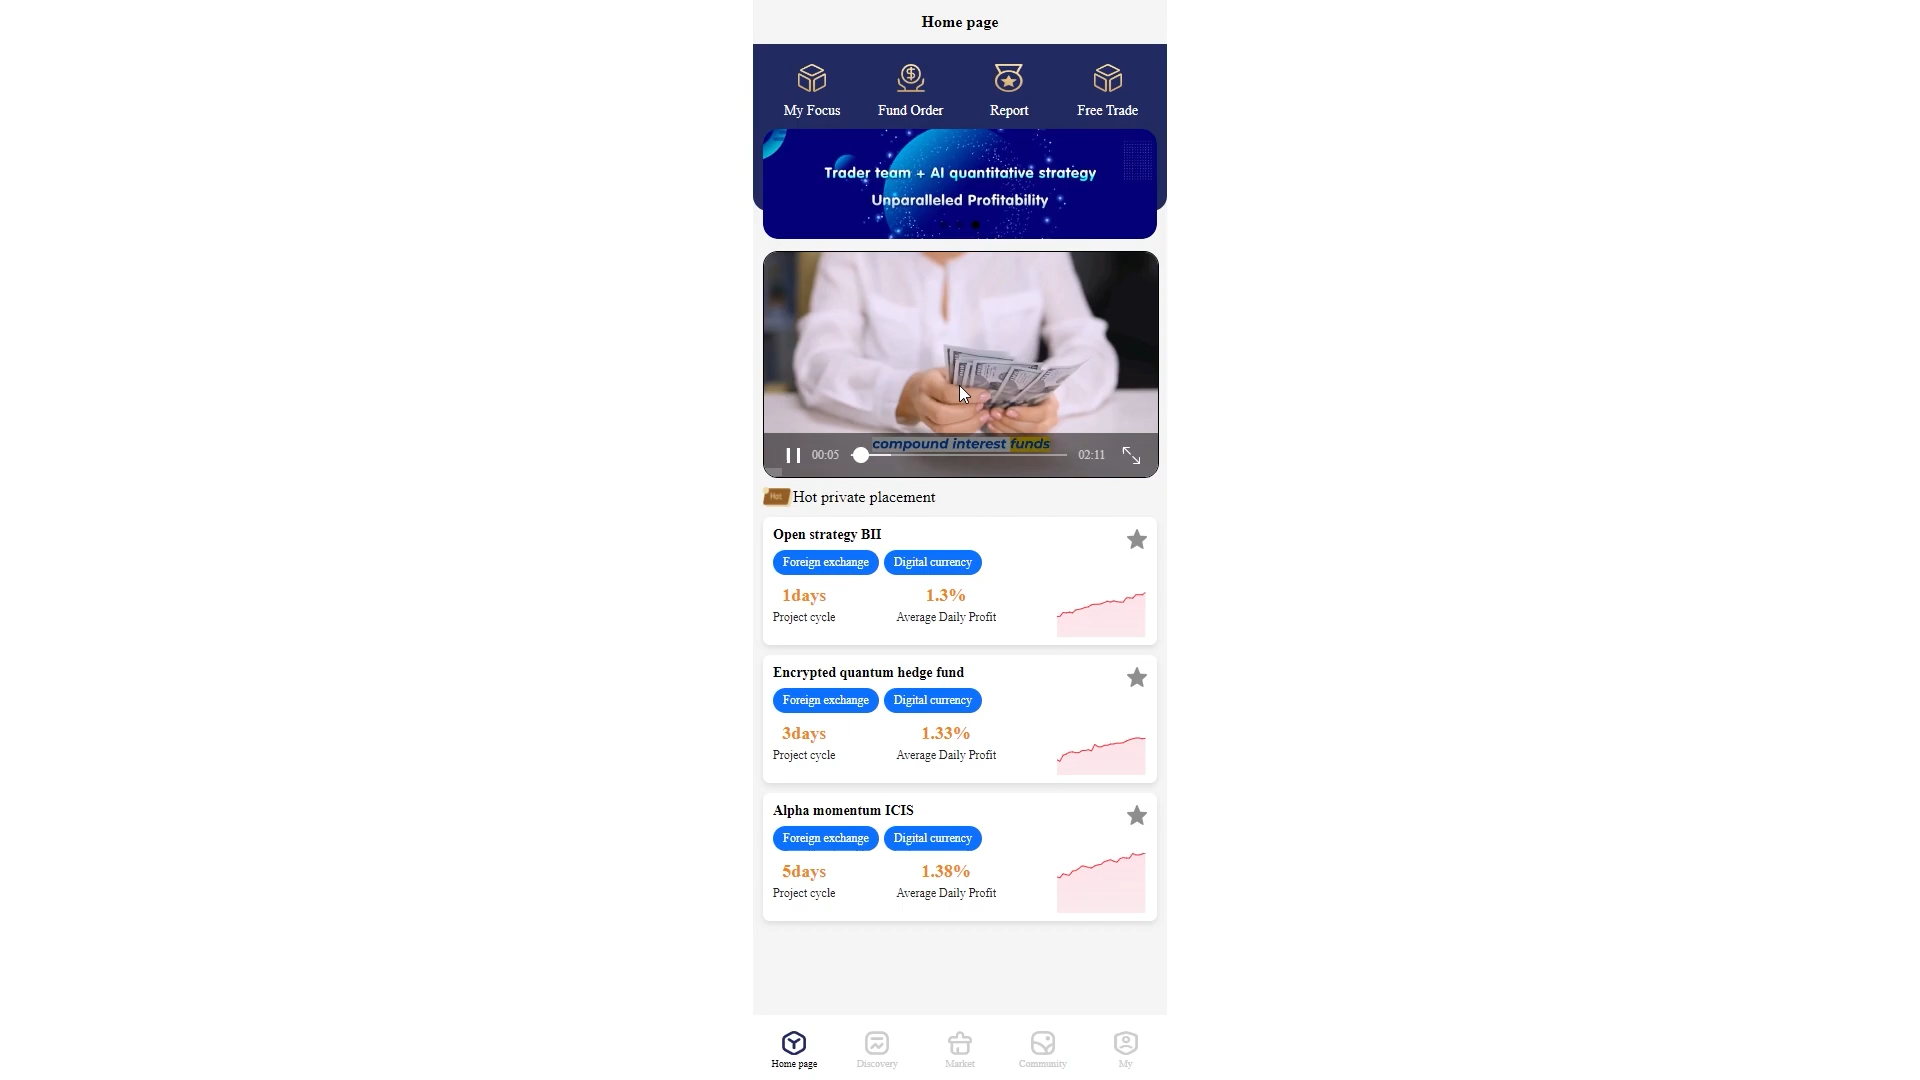 Home page
My Focus
Fund Order
Report
Free Trade
Trader team + AI quantitative strategy
Unparalleled Profitability
compound interest funds
00:05
02:11
Hot
Hot private placement
Open strategy BII
Foreign exchange
Digital currency
1days
1.3%
Project cycle
Average Daily Profit
Encrypted quantum hedge fund
Foreign exchange
Digital currency
3days
1.33%
Project cycle
Average Daily Profit
Alpha momentum ICIS
Foreign exchange
Digital currency
5days
1.38%
Project cycle
Average Daily Profit
Home page
Discovery
Market
Community
My